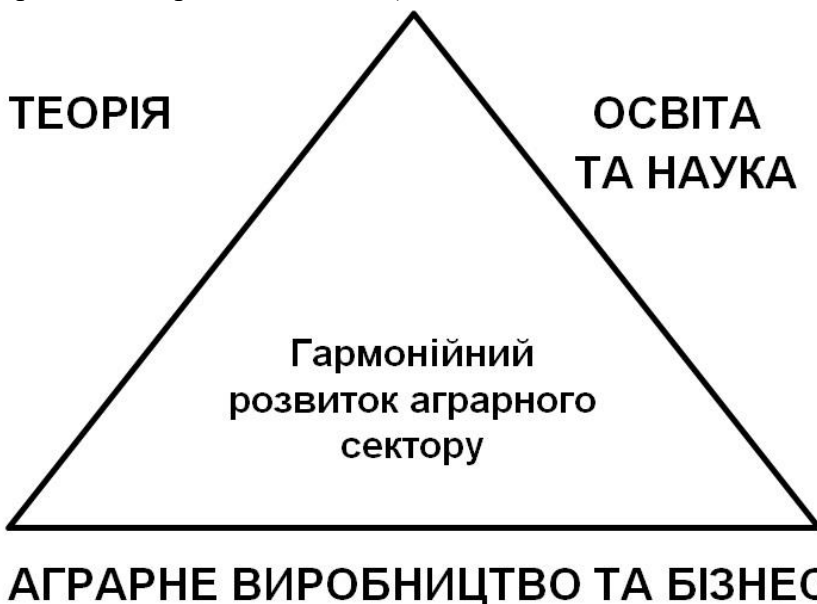 ТЕОРІЯ
ОСВІТА
ТА НАУКА
Гармонійний
розвиток аграрного
сектору
АГРАРНЕ ВИРОБНИЦТВО ТА БІЗНЕС